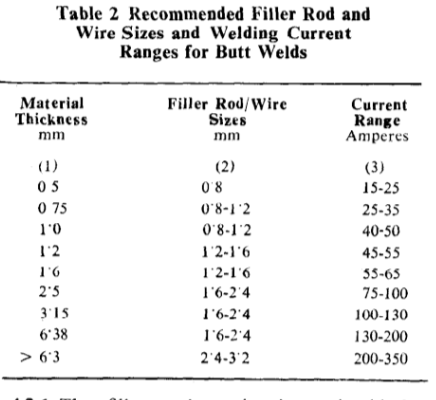 Table 2 Recommended Filler Rod and
Wire Sizes and Welding Current
Ranges for Butt Welds
Material Thickness mm Filler Rod/Wire Sizes mm Current Range Amperes
(1) (2) (3)
0 5 0˙8 15-25
0 75 0˙8-1˙2 25-35
1˙0 0˙8-1˙2 40-50
1˙2 1˙2-1˙6 45-55
1˙6 1˙2-1˙6 55-65
2˙5 1˙6-2˙4 75-100
3˙15 1˙6-2˙4 100-130
6˙38 1˙6-2˙4 130-200
> 6˙3 2˙4-3˙2 200-350